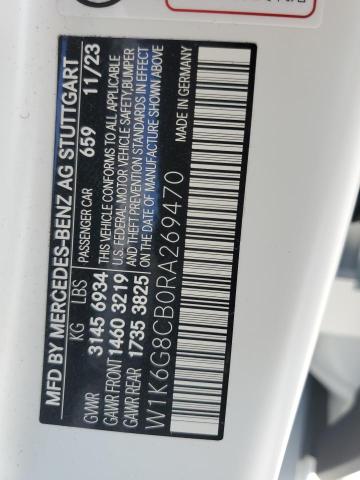 MFD BY MERCEDES-BENZ AG STUTTGART
KG LBS PASSENGER CAR 659 11/23
GVWR 3145 6934 THIS VEHICLE CONFORMS TO ALL APPLICABLE
GAWR FRONT 1460 3219 U.S. FEDERAL MOTOR VEHICLE SAFETY,BUMPER
GAWR REAR 1735 3825 AND THEFT PREVENTION STANDARDS IN EFFECT
ON THE DATE OF MANUFACTURE SHOWN ABOVE
W1K6G8CB0RA269470 MADE IN GERMANY